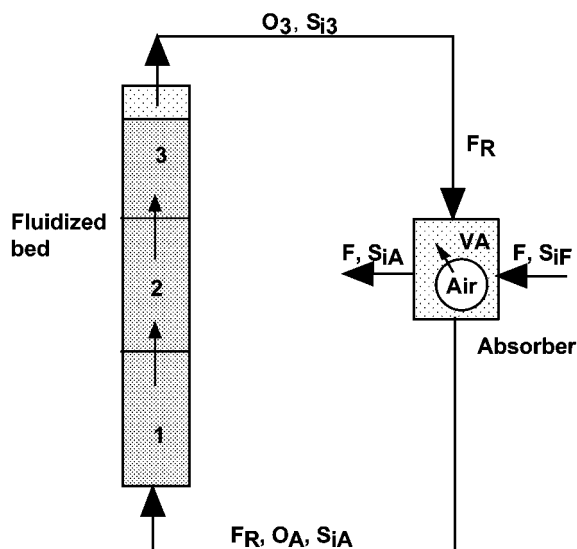 O3, Si3
3
FR
Fluidized
bed
VA
F, SiA
F, SiF
Air
2
Absorber
1
FR, OA, SiA